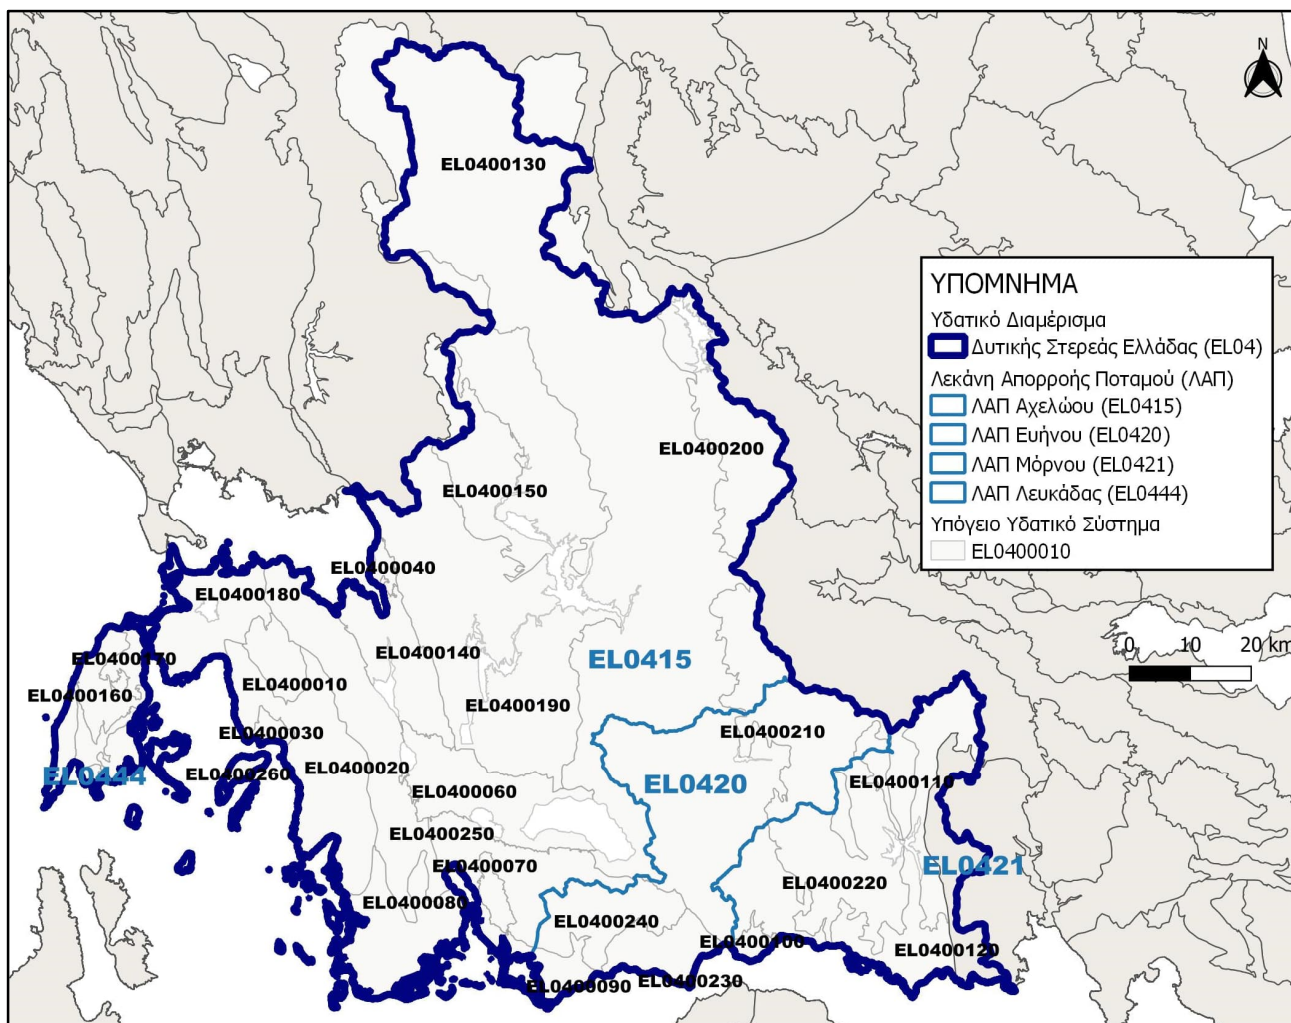 N
EL0400130
ΥΠΟΜΝΗΜΑ
Υδατικό Διαμέρισμα
Δυτικής Στερεάς Ελλάδας (EL04)
Λεκάνη Απορροής Ποταμού (ΛΑΠ)
ΛΑΠ Αχελώου (EL0415)
ΛΑΠ Ευήνου (EL0420)
ΛΑΠ Μόρνου (EL0421)
ΛΑΠ Λευκάδας (EL0444)
Υπόγειο Υδατικό Σύστημα
EL0400010
EL0400200
EL0400150
EL0400040
EL0400180
0 10 20 km
EL0400140
EL0415
EL0400170
EL0400010
EL0400160
EL0400190
EL0400030
EL0400210
EL0400020
EL0400260
EL0444
EL0420
EL0400110
EL0400060
EL0400250
EL0400070
EL0421
EL0400220
EL0400080
EL0400240
EL0400100
EL0400120
EL0400230
EL0400090